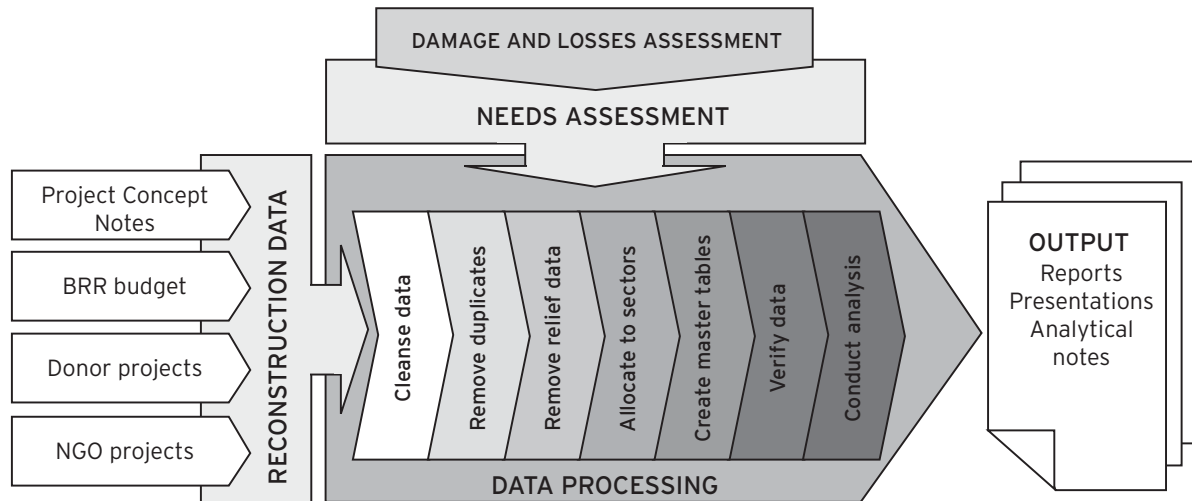 DAMAGE AND LOSSES ASSESSMENT
NEEDS ASSESSMENT
Project Concept
Notes
BRR budget
Donor projects
NGO projects
RECONSTRUCTION DATA
Cleanse data
Remove duplicates
Remove relief data
Allocate to sectors
Create master tables
Verify data
Conduct analysis
DATA PROCESSING
OUTPUT
Reports
Presentations
Analytical
notes